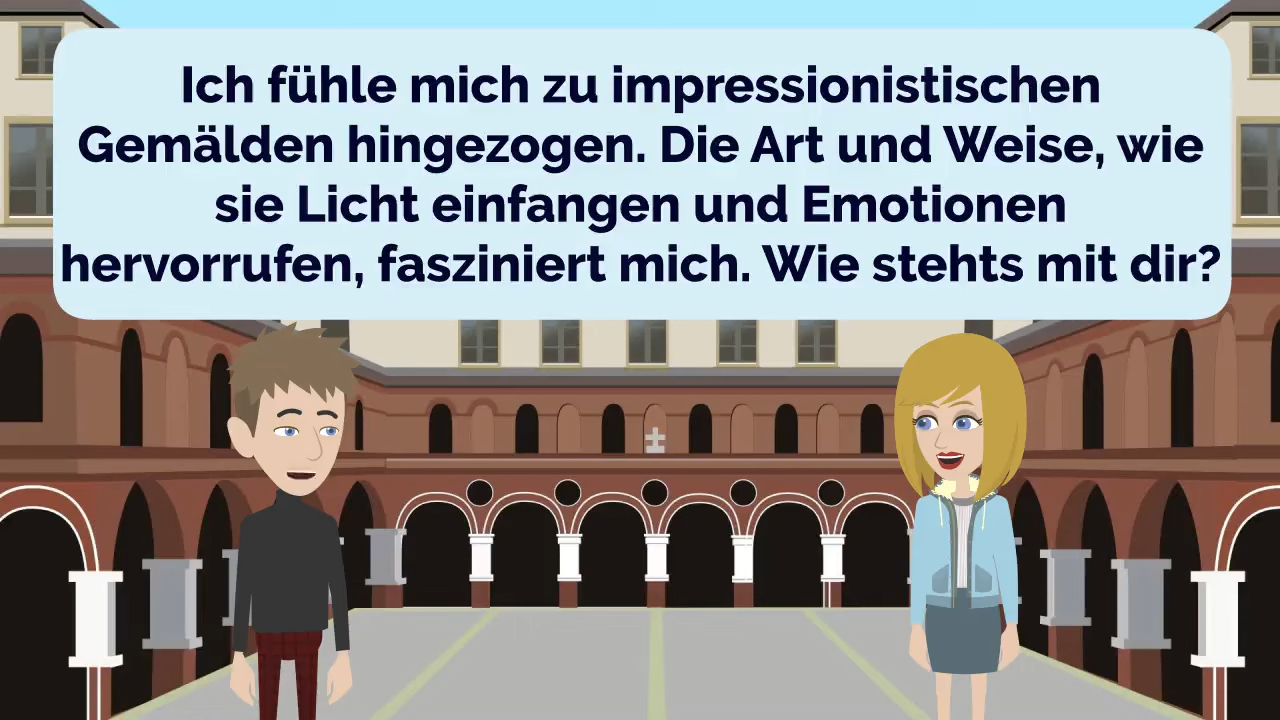 Ich fühle mich zu impressionistischen
Gemälden hingezogen. Die Art und Weise, wie
sie Licht einfangen und Emotionen
hervorrufen, fasziniert mich. Wie stehts mit dir?